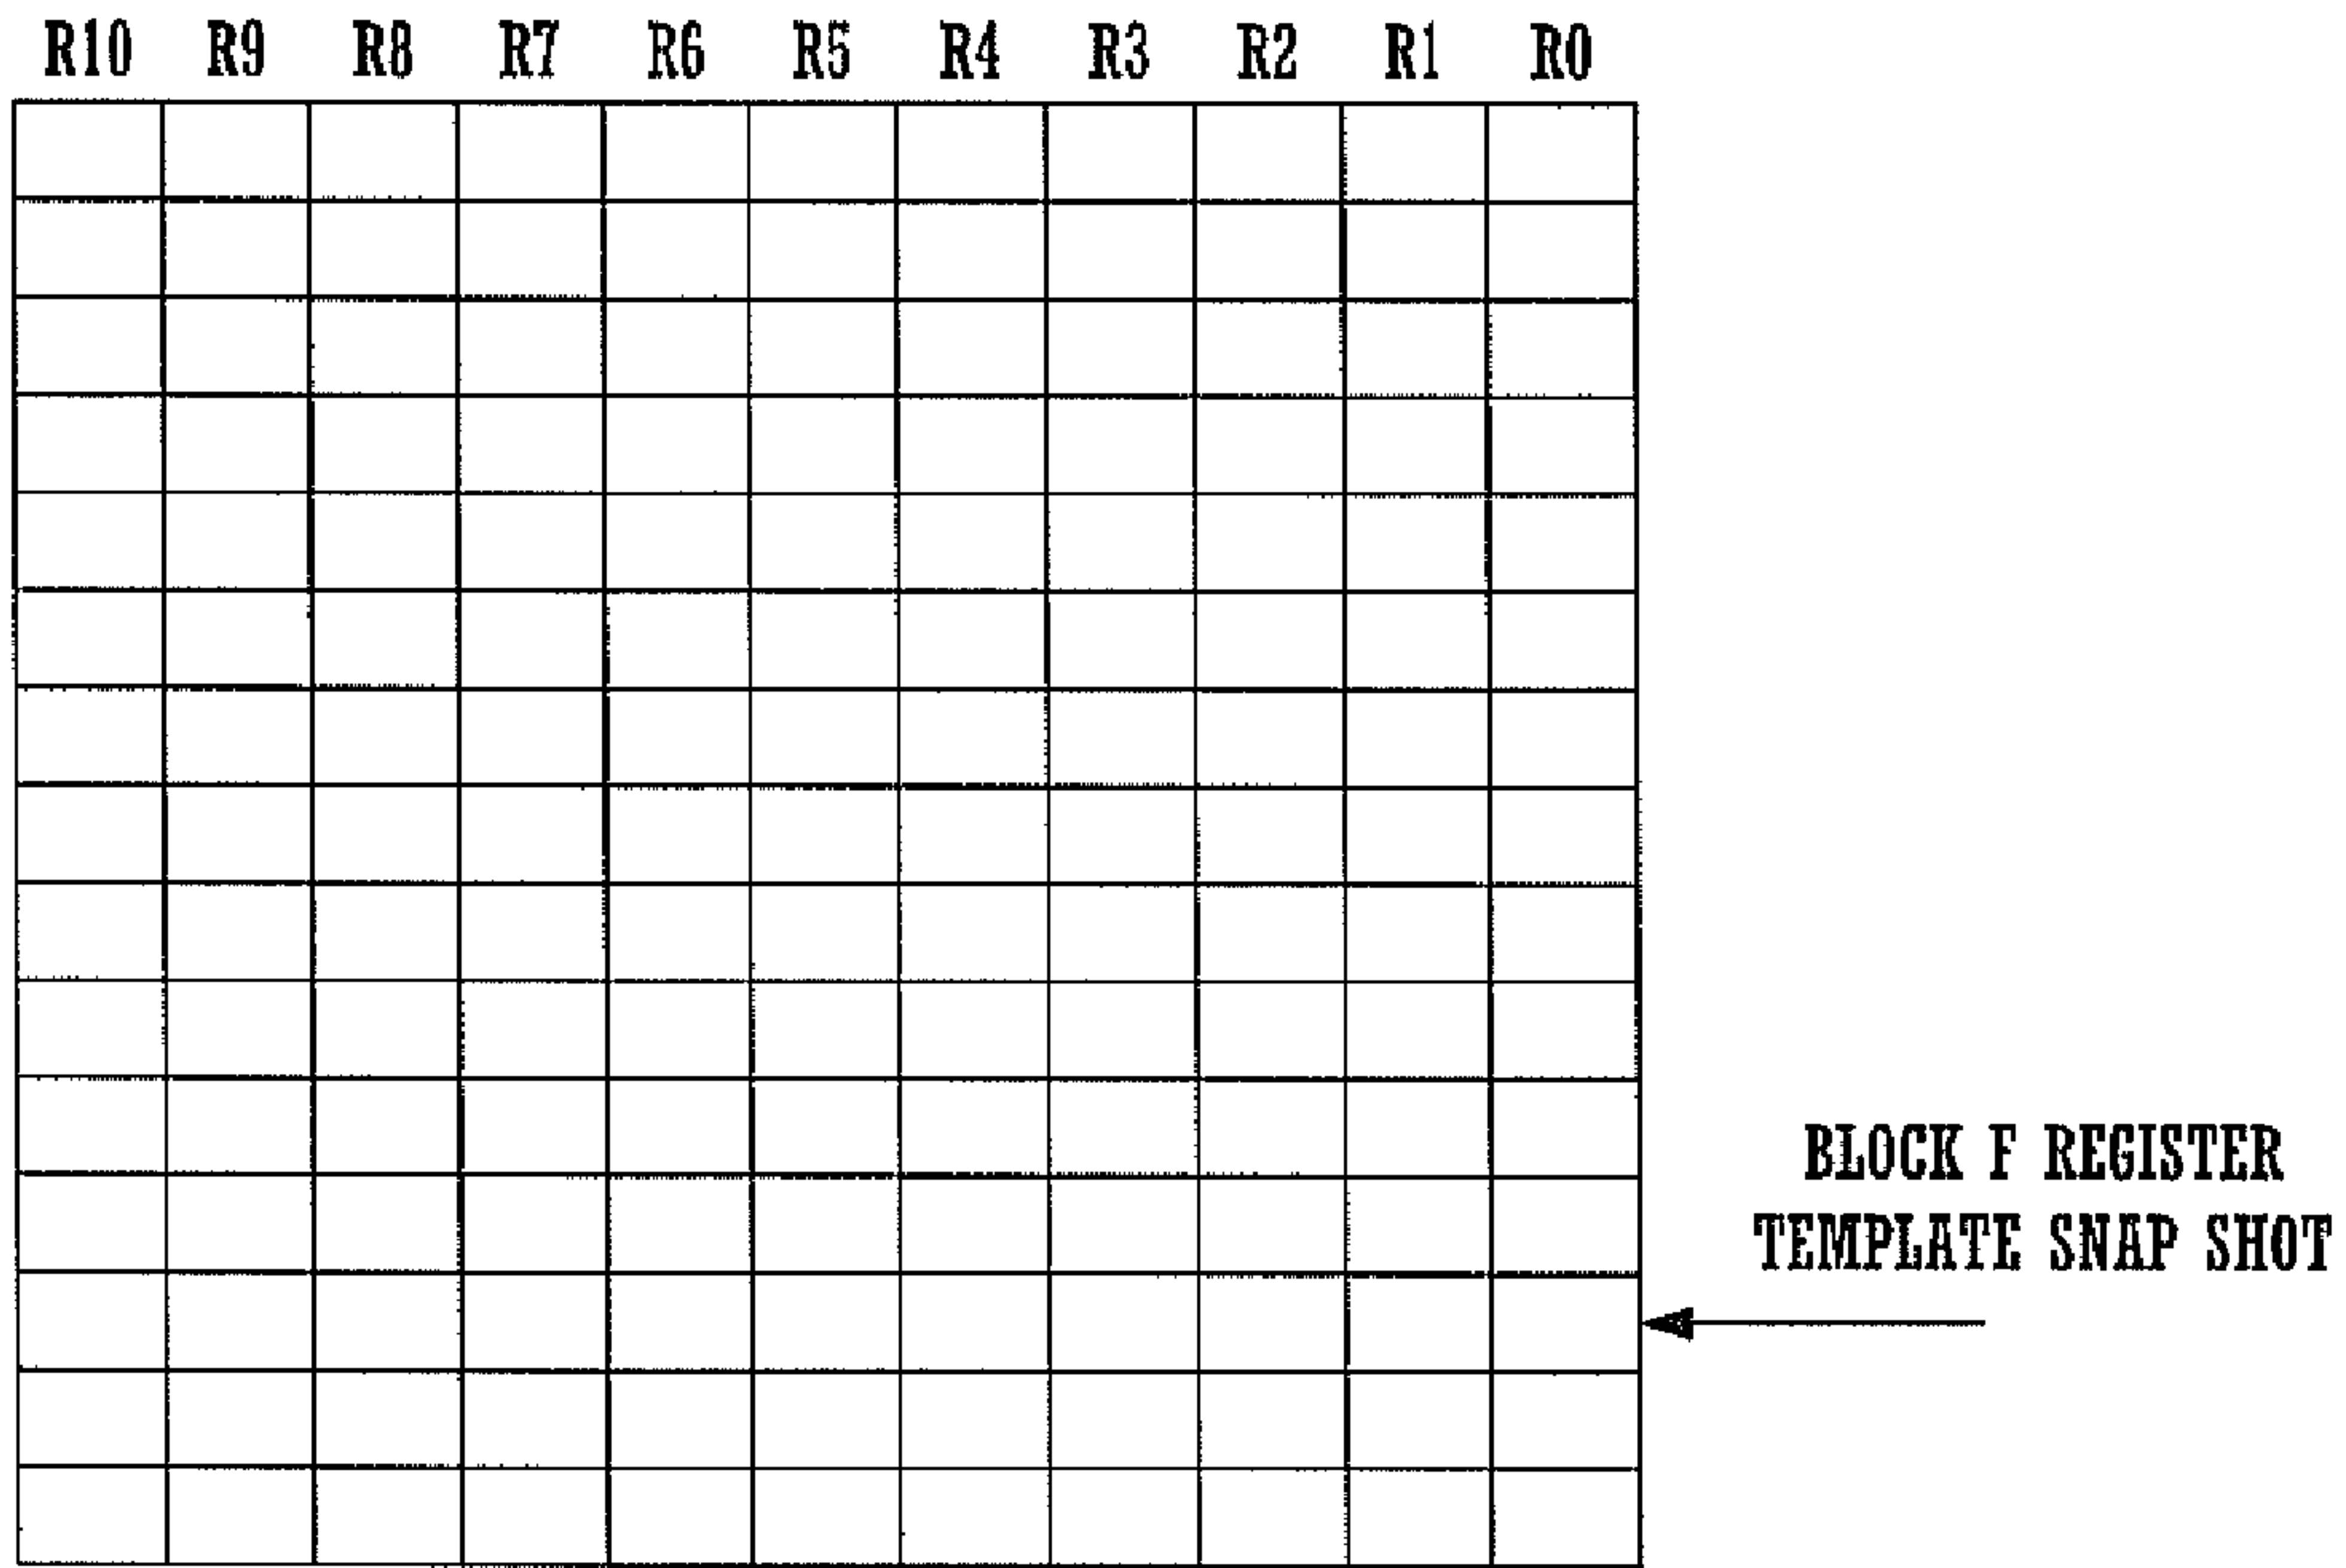 R10 R9 R8 R7 R6 R5 R4 R3 R2 R1 R0
BLOCK F REGISTER
TEMPLATE SNAP SHOT